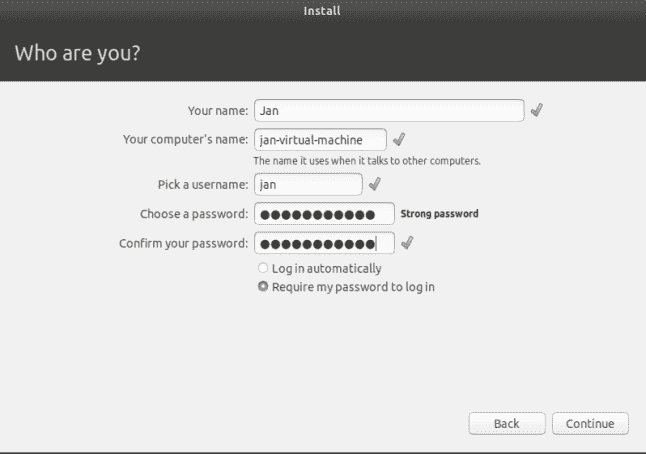 Install
Who are you?
Your name: Jan
Your computer's name: jan-virtual-machine
The name it uses when it talks to other computers.
Pick a username: jan
Choose a password: ●●●●●●●●●●● Strong password
Confirm your password: ●●●●●●●●●●●
Log in automatically
Require my password to log in
Back Continue